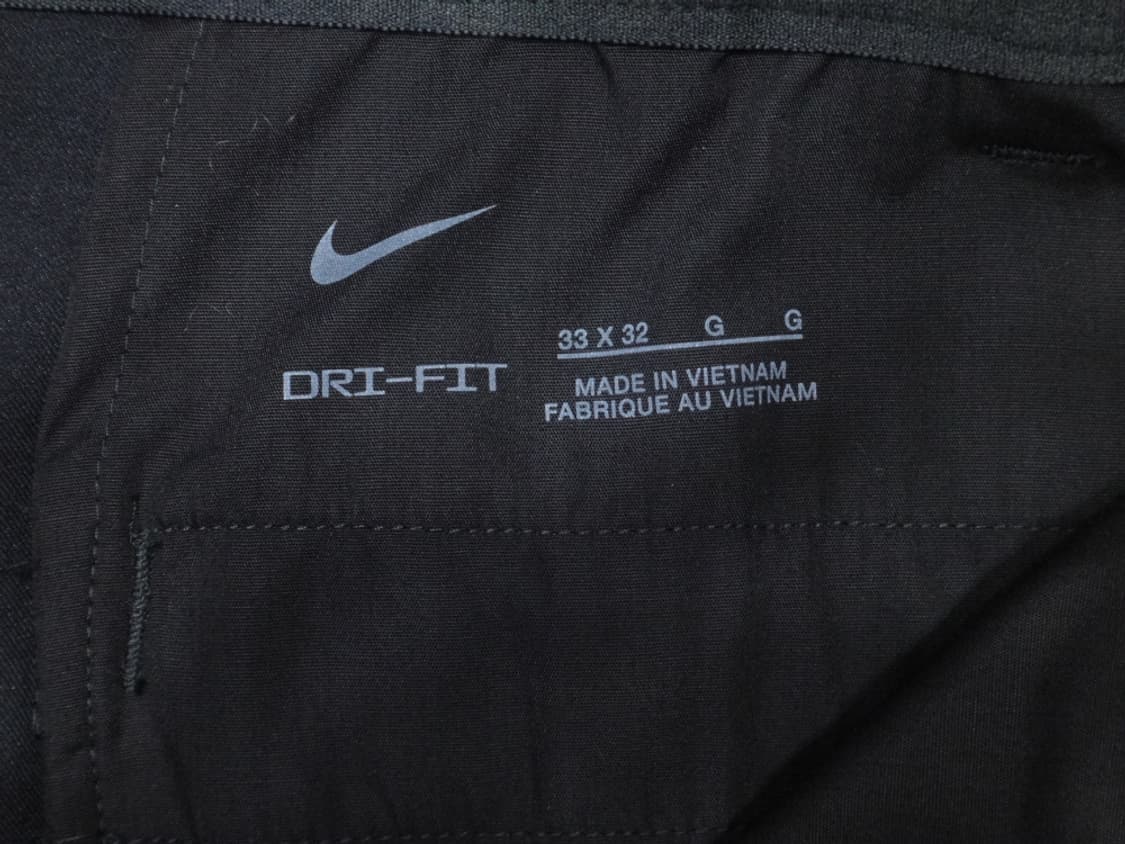 DRI-FIT
33 X 32 G G
MADE IN VIETNAM
FABRIQUE AU VIETNAM